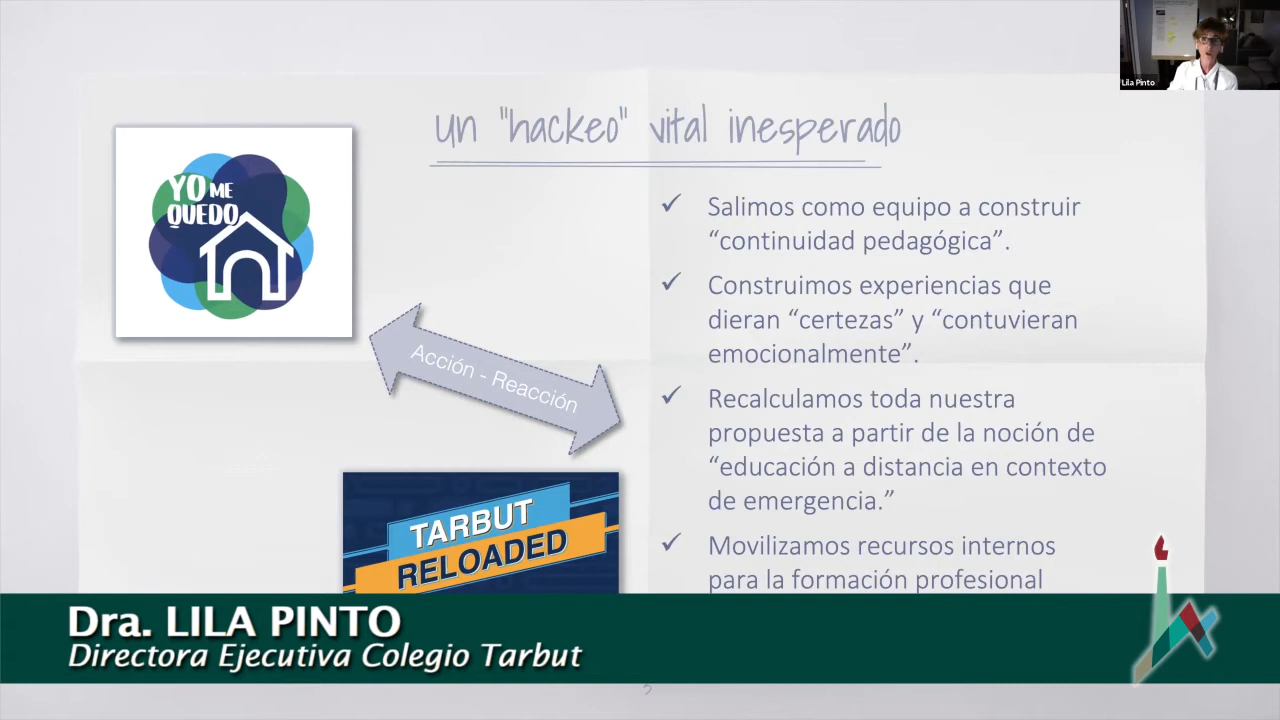 Lila Pinto
un "hackeo" vital inesperado
YO ME
QUEDO
✓ Salimos como equipo a construir
“continuidad pedagógica”.
✓ Construimos experiencias que
dieran “certezas” y “contuvieran
emocionalmente”.
Acción - Reacción
✓ Recalculamos toda nuestra
propuesta a partir de la noción de
“educación a distancia en contexto
de emergencia.”
TARBUT
RELOADED
✓ Movilizamos recursos internos
para la formación profesional
Dra. LILA PINTO
Directora Ejecutiva Colegio Tarbut